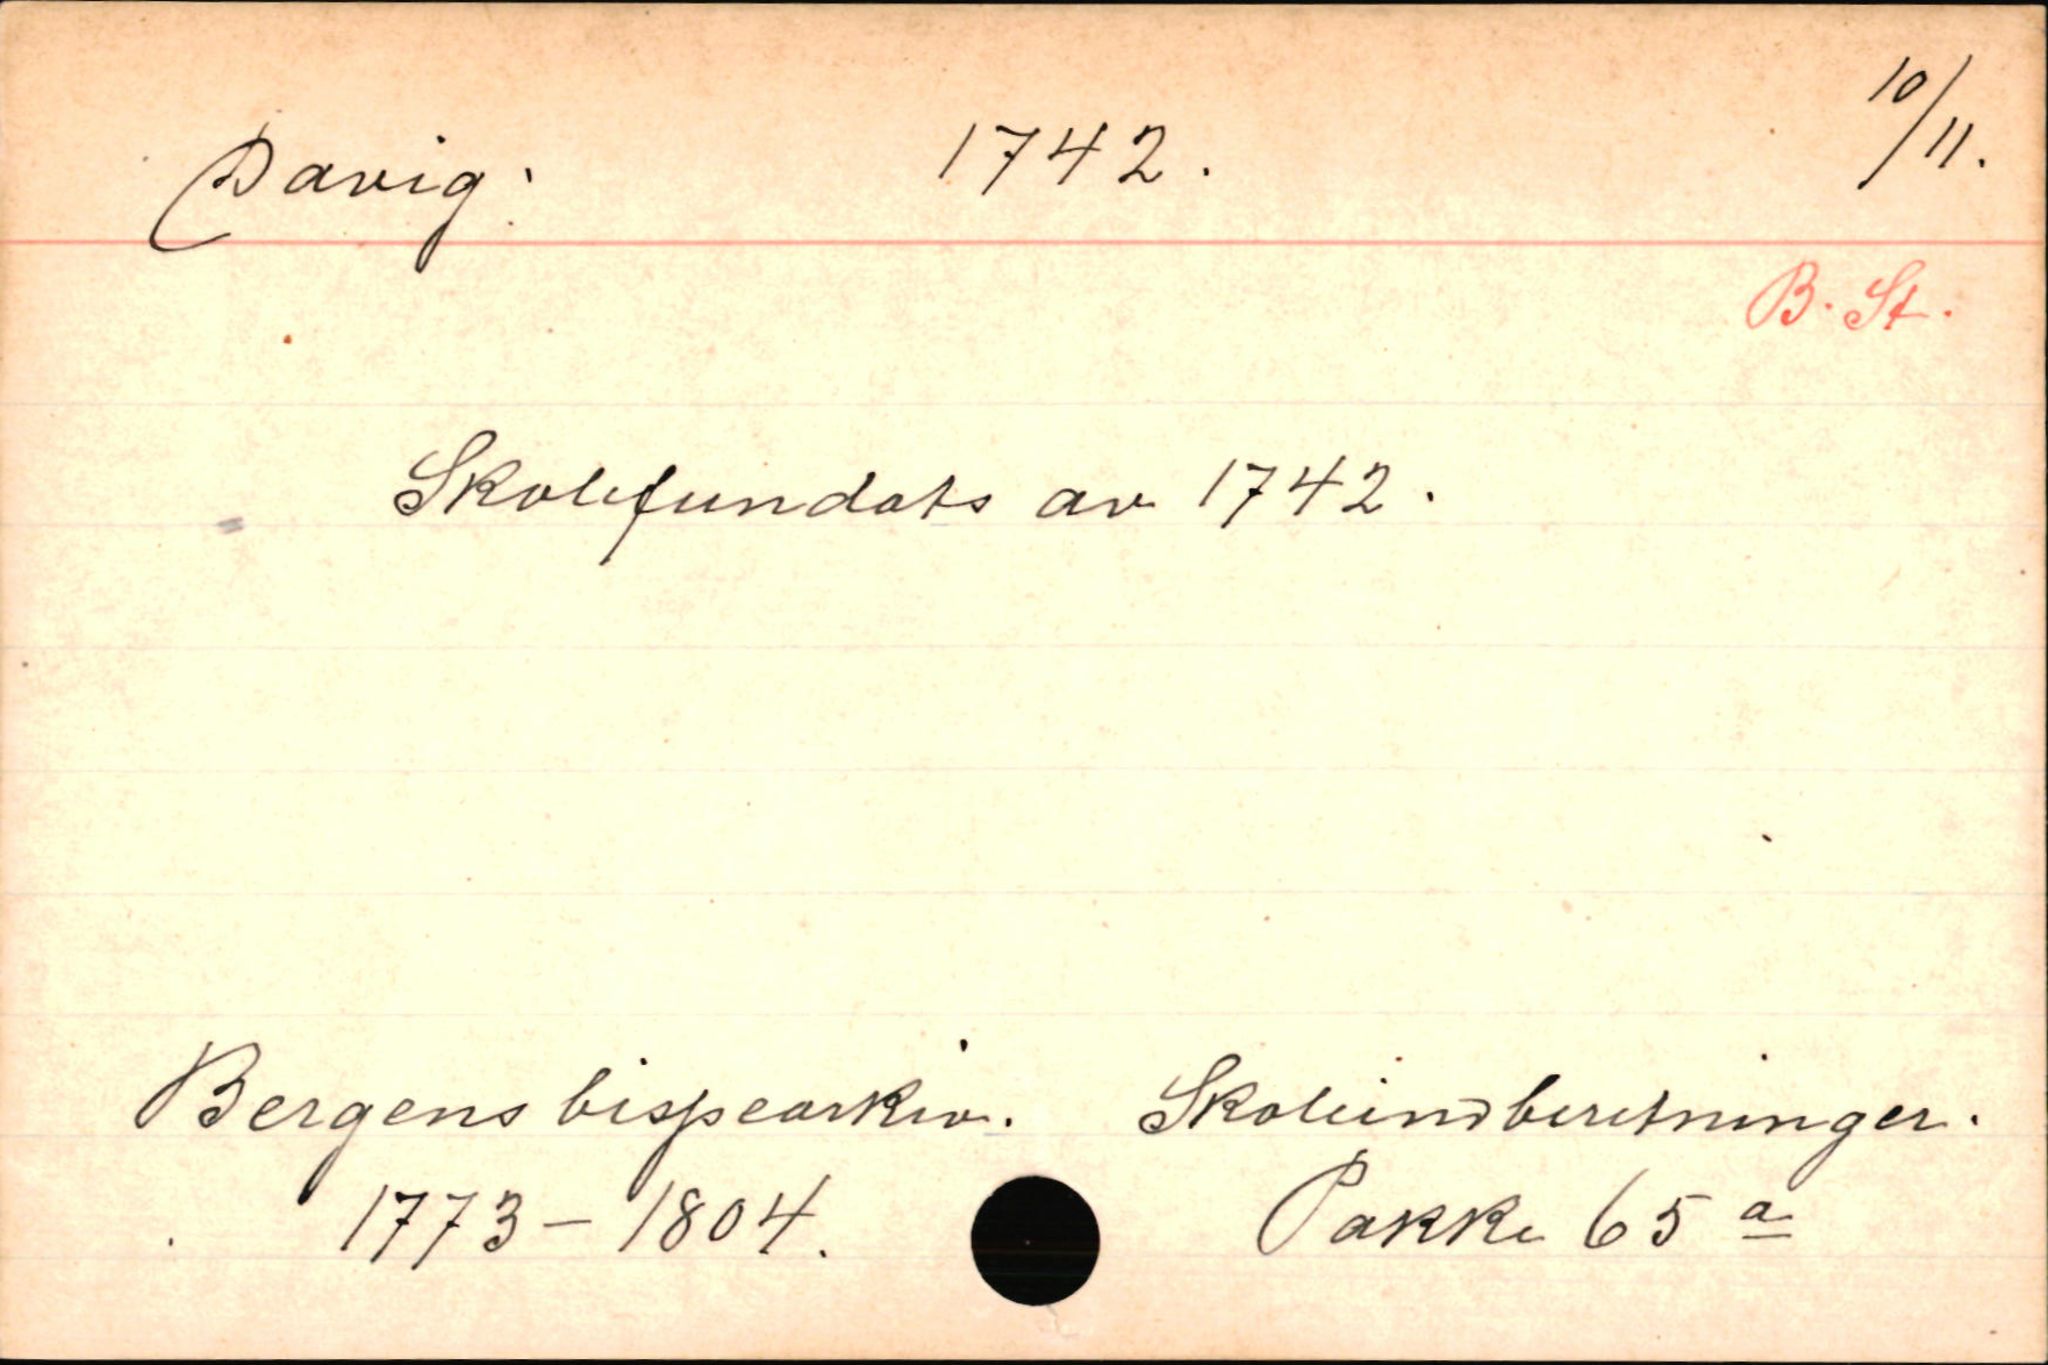 Davig. 1742. 10/11.
B. St.
Skolefundats av 1742.
Bergens bispearkiv. Skoleindberetninger.
1773 – 1804. Pakke 65 a